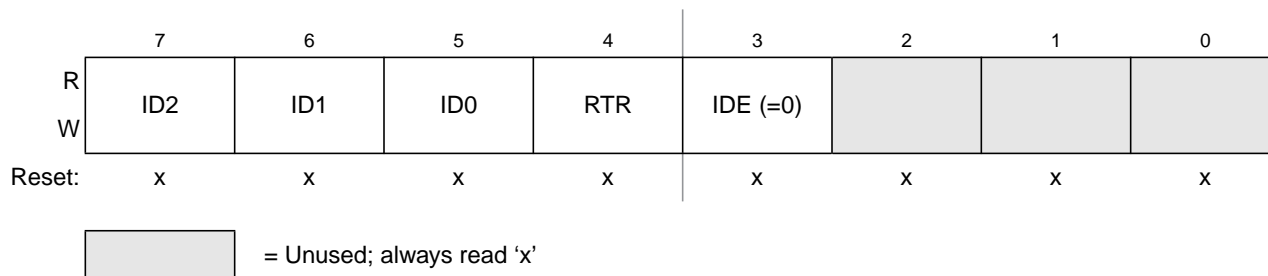 7 6 5 4 3 2 1 0
R
ID2 ID1 ID0 RTR IDE (=0)
W
Reset: x x x x x x x x
= Unused; always read ‘x’